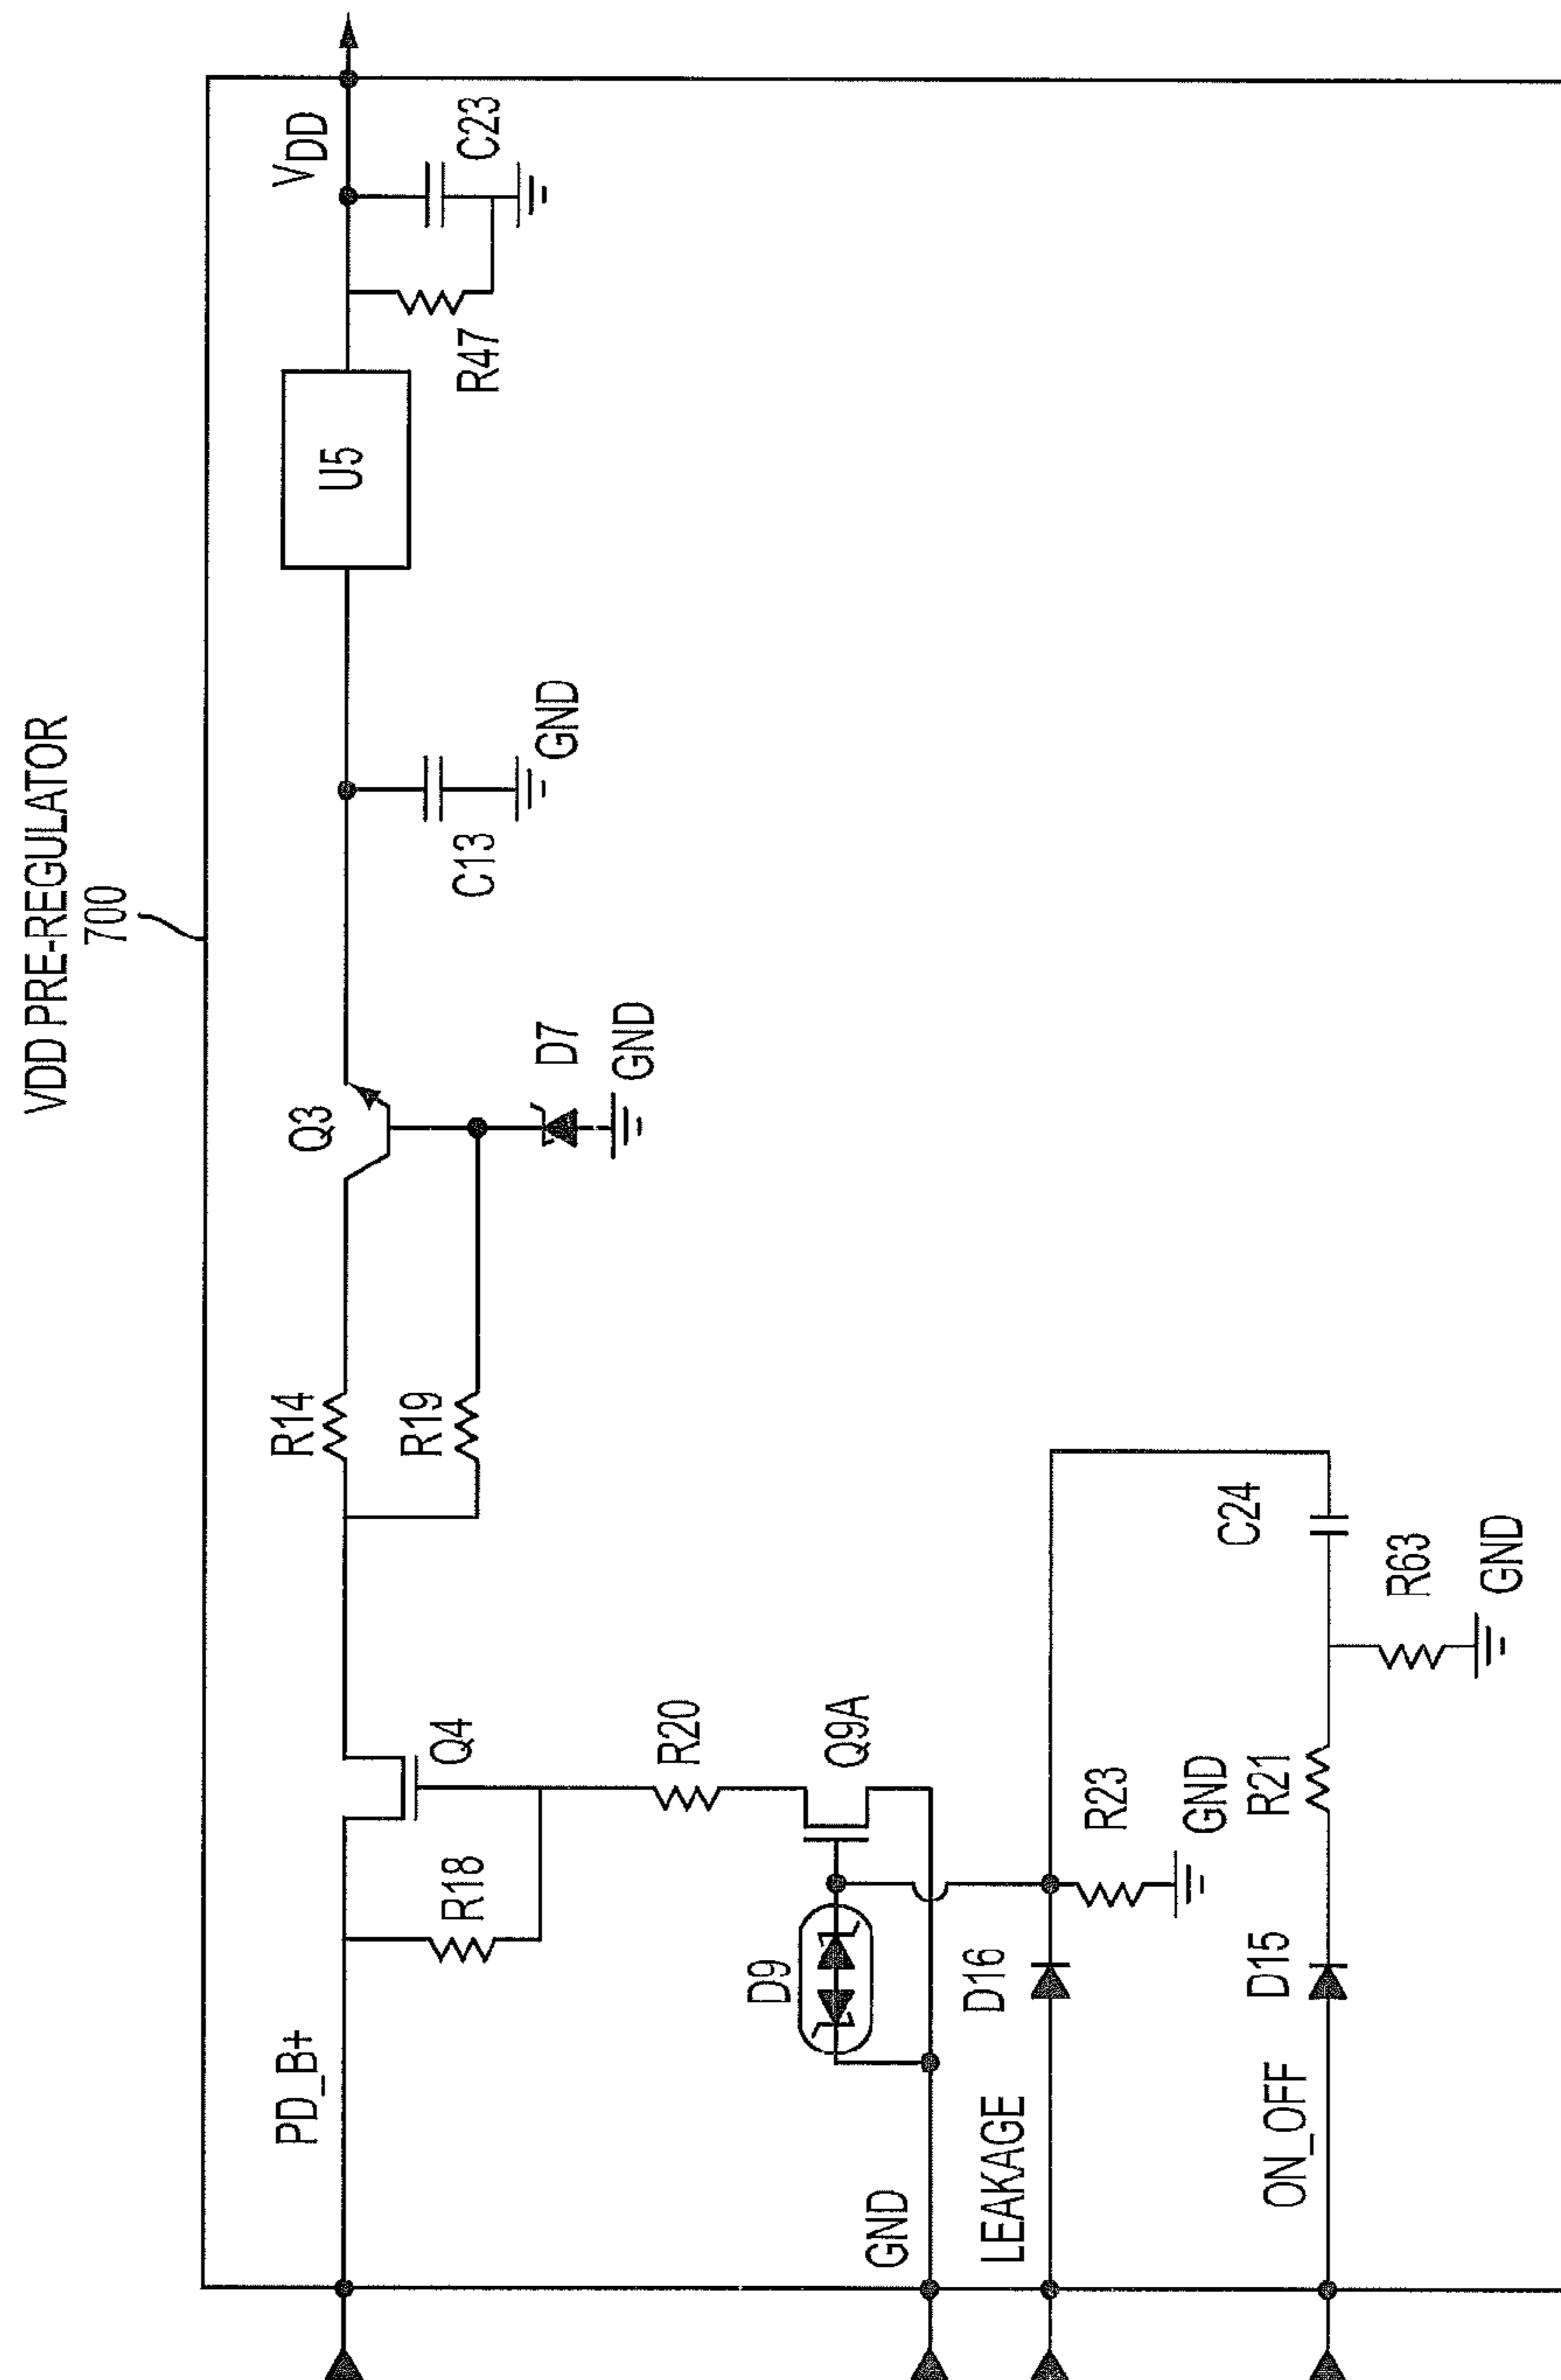 VDD PRE-REGULATOR
700
PD_B+
R18
Q4
R14
R19
Q3
D7
GND
C13
GND
U5
R47
C23
VDD
R20
Q9A
D9
GND
LEAKAGE
D16
R23
GND
ON_OFF
D15
R21
C24
R63
GND